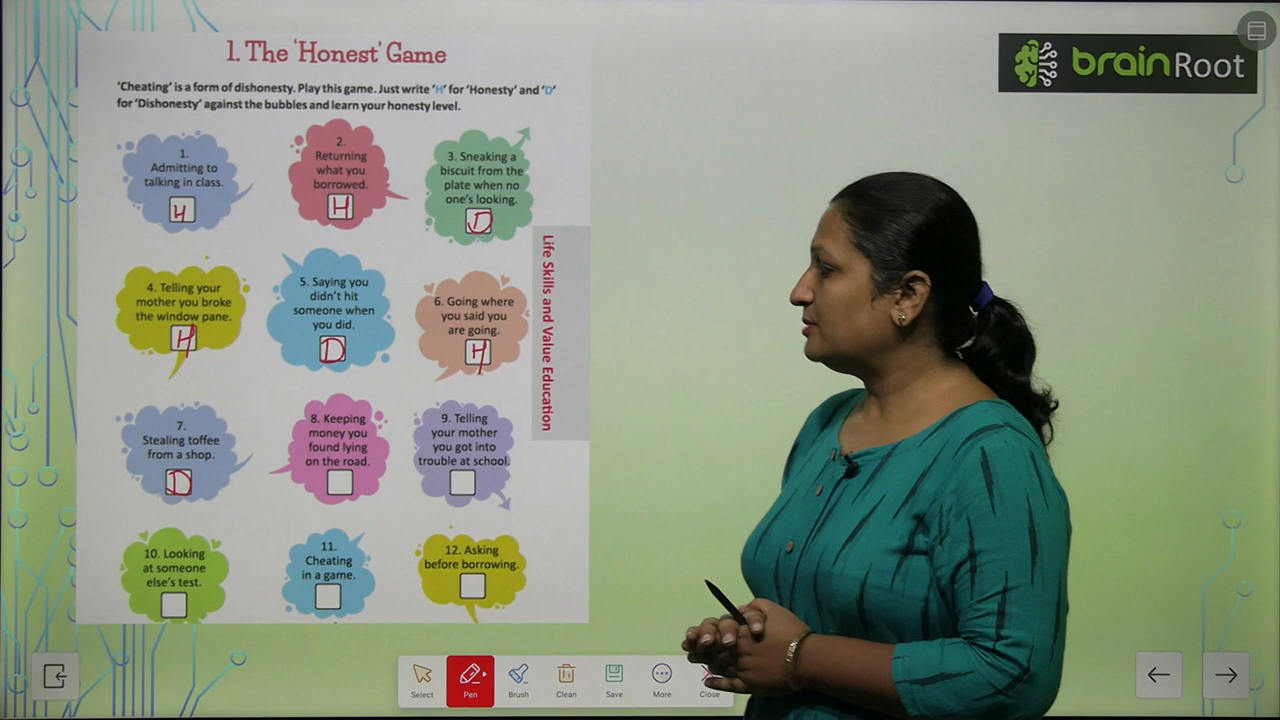 1. The 'Honest' Game
'Cheating' is a form of dishonesty. Play this game. Just write 'H' for 'Honesty' and 'D'
for 'Dishonesty' against the bubbles and learn your honesty level.
1.
Admitting to
talking in class.
H
2.
Returning
what you
borrowed.
H
3. Sneaking a
biscuit from the
plate when no
one's looking.
D
4. Telling your
mother you broke
the window pane.
H
5. Saying you
didn't hit
someone when
you did.
D
6. Going where
you said you
are going.
H
7.
Stealing toffee
from a shop.
D
8. Keeping
money you
found lying
on the road.
9. Telling
your mother
you got into
trouble at school.
10. Looking
at someone
else's test.
11.
Cheating
in a game.
12. Asking
before borrowing.
Life Skills and Value Education
brainRoot
Select
Pen
Brush
Clean
Save
More
Close